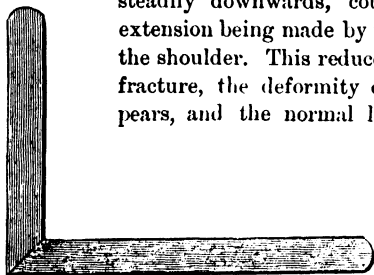 steadily downwards, cou
extension being made by
the shoulder. This reduc
fracture, the deformity
pears, and the normal l